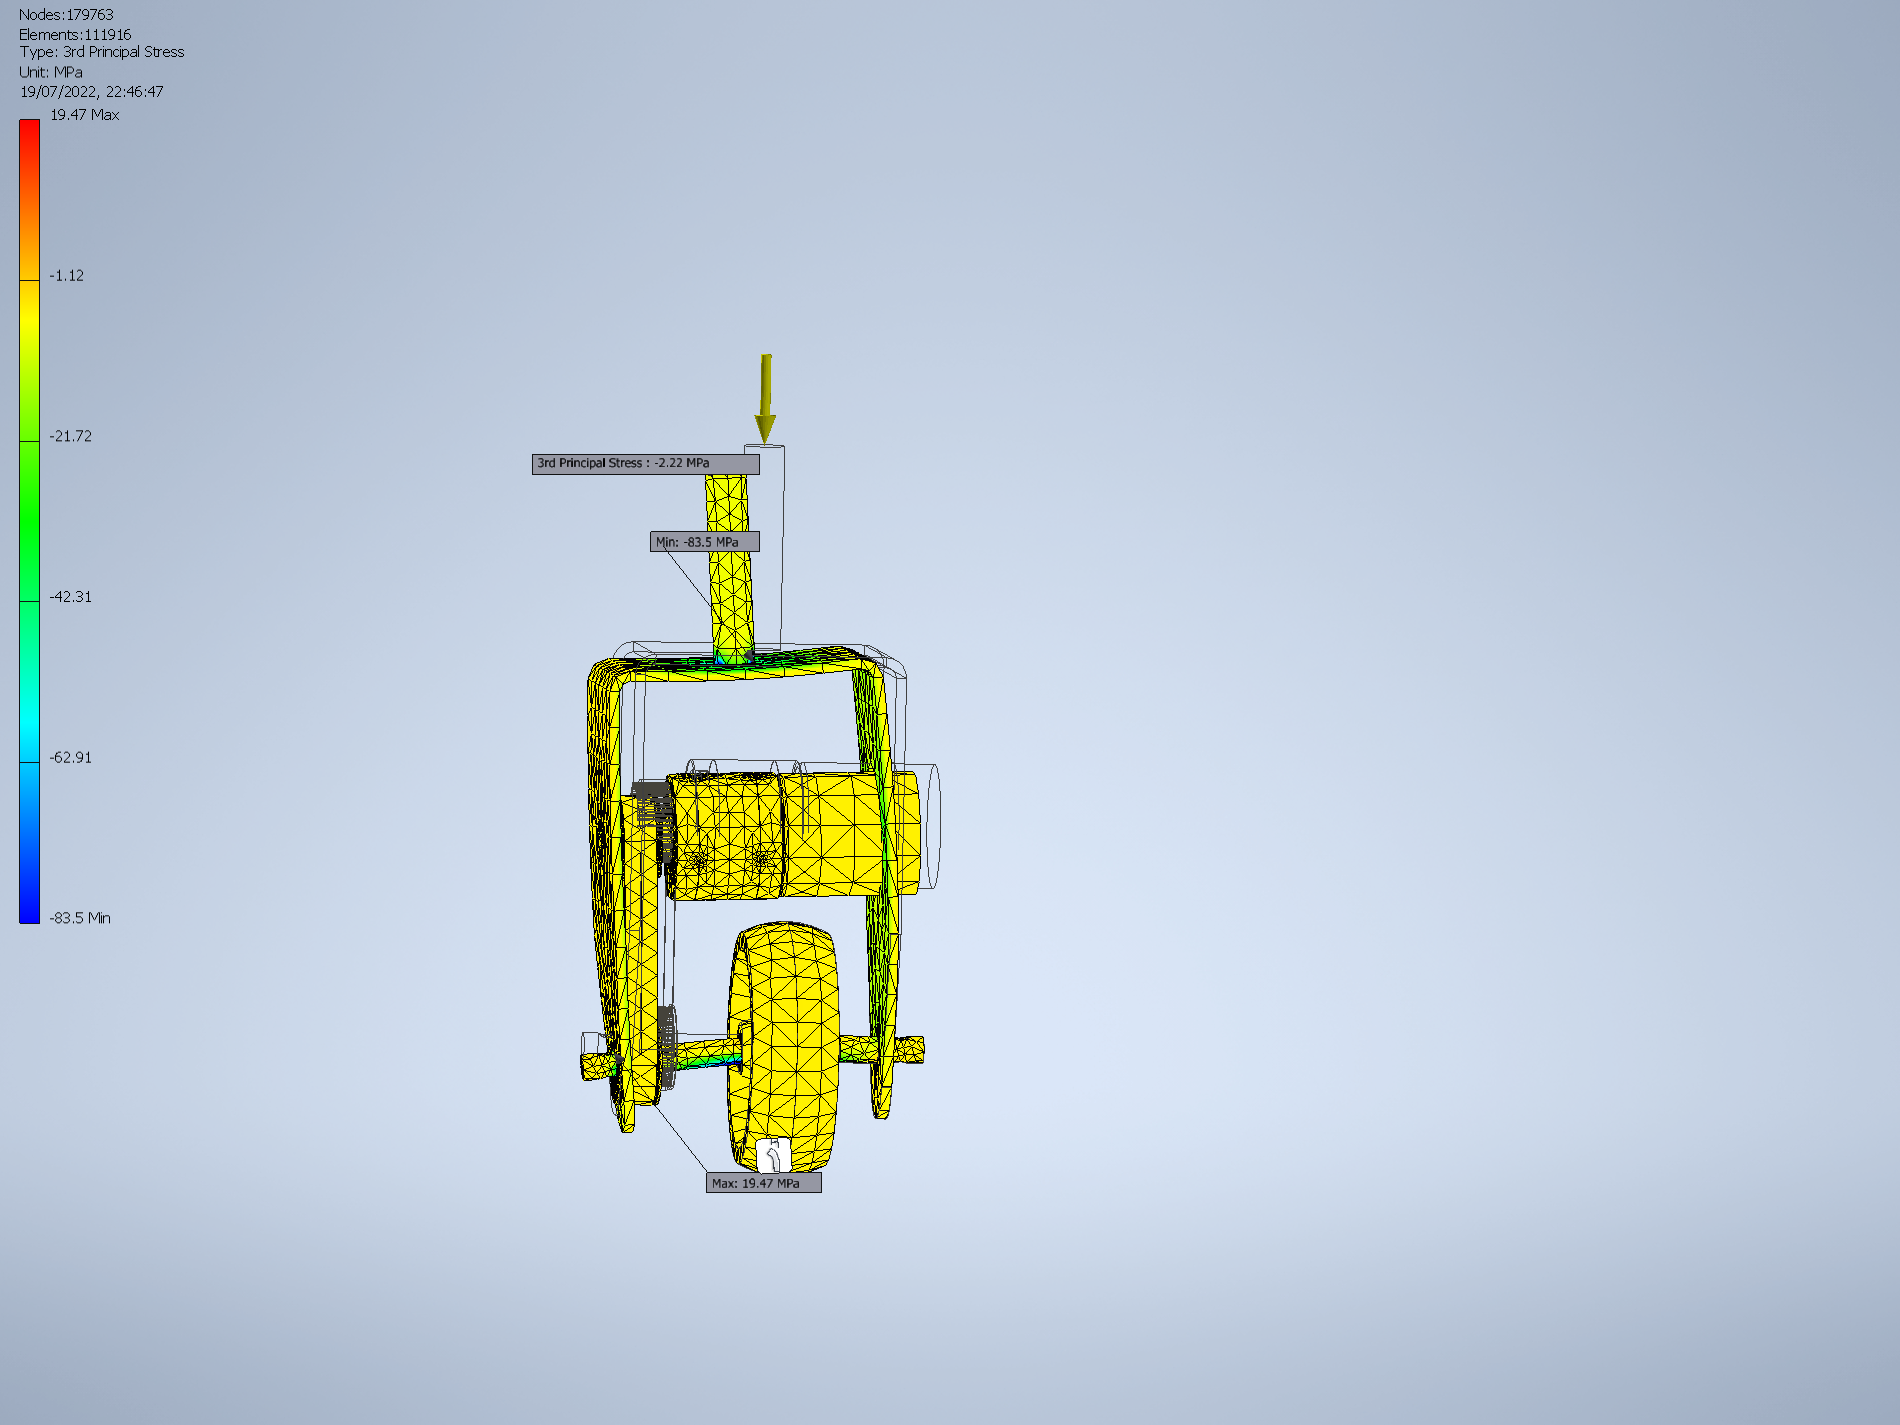 Nodes:179763
Elements:111916
Type: 3rd Principal Stress
Unit: MPa
19/07/2022, 22:46:47
19.47 Max
-1.12
-21.72
-42.31
-62.91
-83.5 Min
3rd Principal Stress : -2.22 MPa
Min: -83.5 MPa
Max: 19.47 MPa